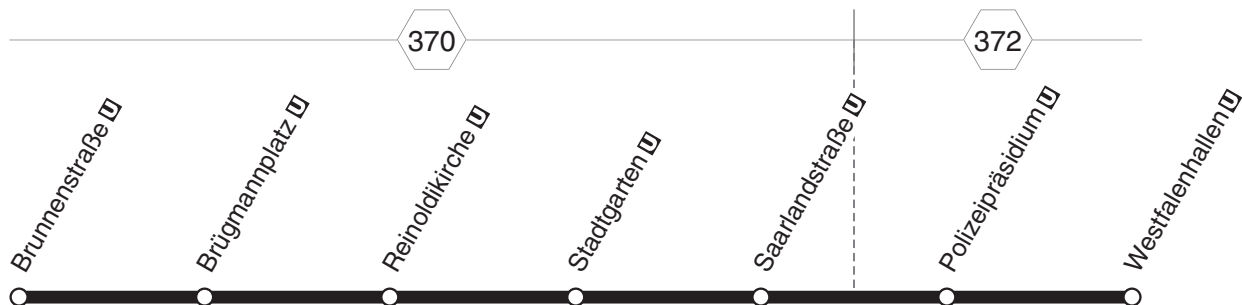 370
372
Brunnenstraße U
Brügmannplatz U
Reinoldikirche U
Stadtgarten U
Saarlandstraße U
Polizeipräsidium U
Westfalenhallen U